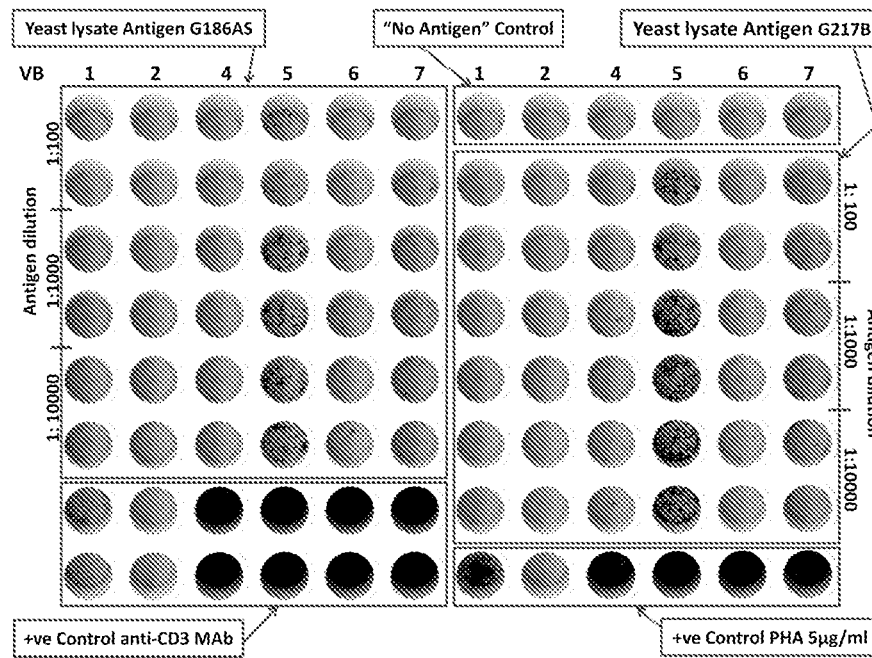 Yeast lysate Antigen G186AS
“No Antigen” Control
Yeast lysate Antigen G217B
VB 1 2 4 5 6 7 1 2 4 5 6 7
Antigen dilution
1:100
1:1000
1:10000
1:100
1:1000
1:10000
Antigen dilution
+ve Control anti-CD3 MAb
+ve Control PHA 5µg/ml